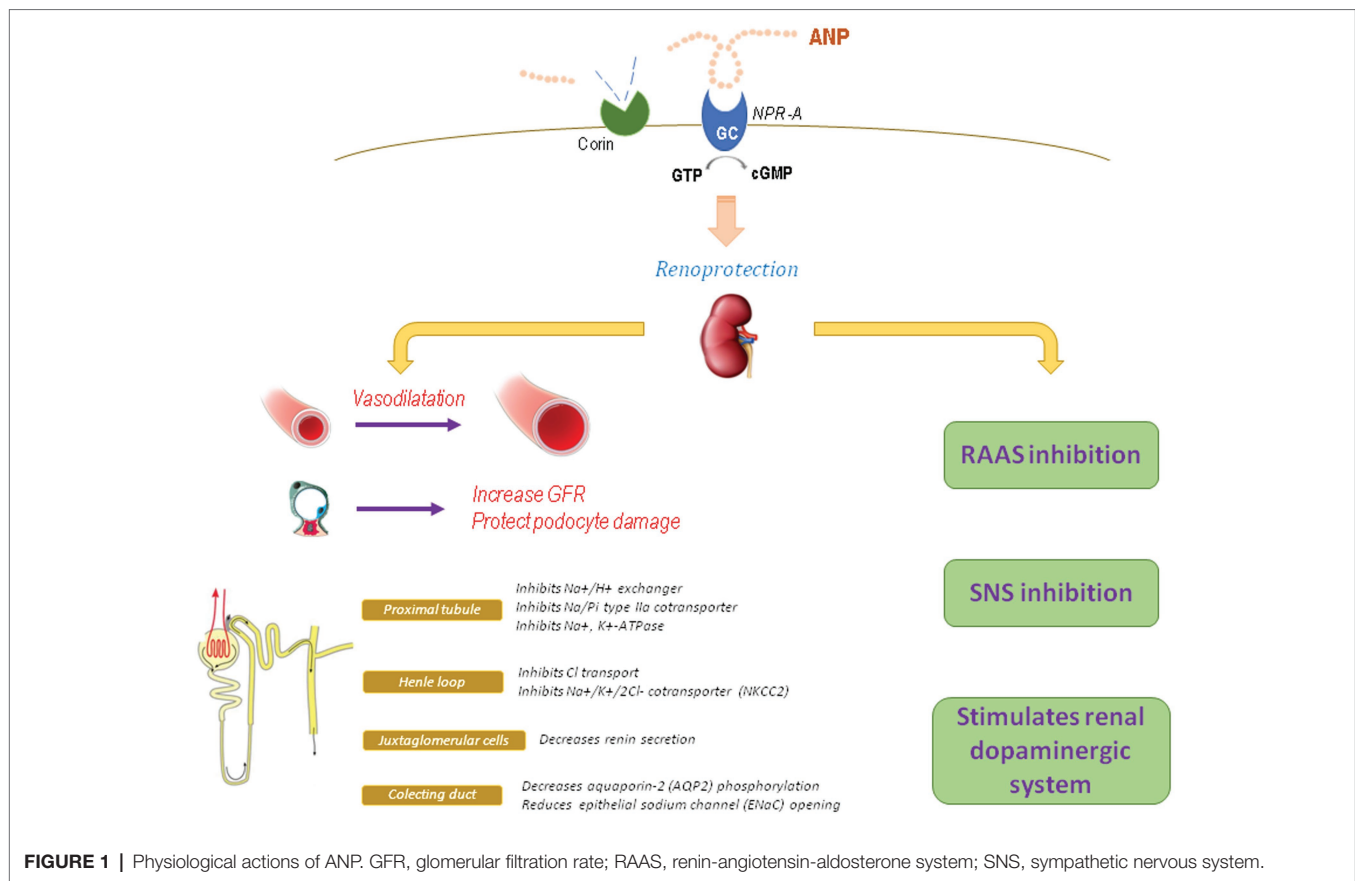 ANP
NPR-A
GC
Corin
GTP
cGMP
Renoprotection
Vasodilatation
Increase GFR
Protect podocyte damage
Proximal tubule
Inhibits Na+/H+ exchanger
Inhibits Na/Pi type IIa cotransporter
Inhibits Na+, K+-ATPase
Henle loop
Inhibits Cl transport
Inhibits Na+/K+/2Cl- cotransporter (NKCC2)
Juxtaglomerular cells
Decreases renin secretion
Colecting duct
Decreases aquaporin-2 (AQP2) phosphorylation
Reduces epithelial sodium channel (ENaC) opening
RAAS inhibition
SNS inhibition
Stimulates renal
dopaminergic
system
FIGURE 1 | Physiological actions of ANP. GFR, glomerular filtration rate; RAAS, renin-angiotensin-aldosterone system; SNS, sympathetic nervous system.